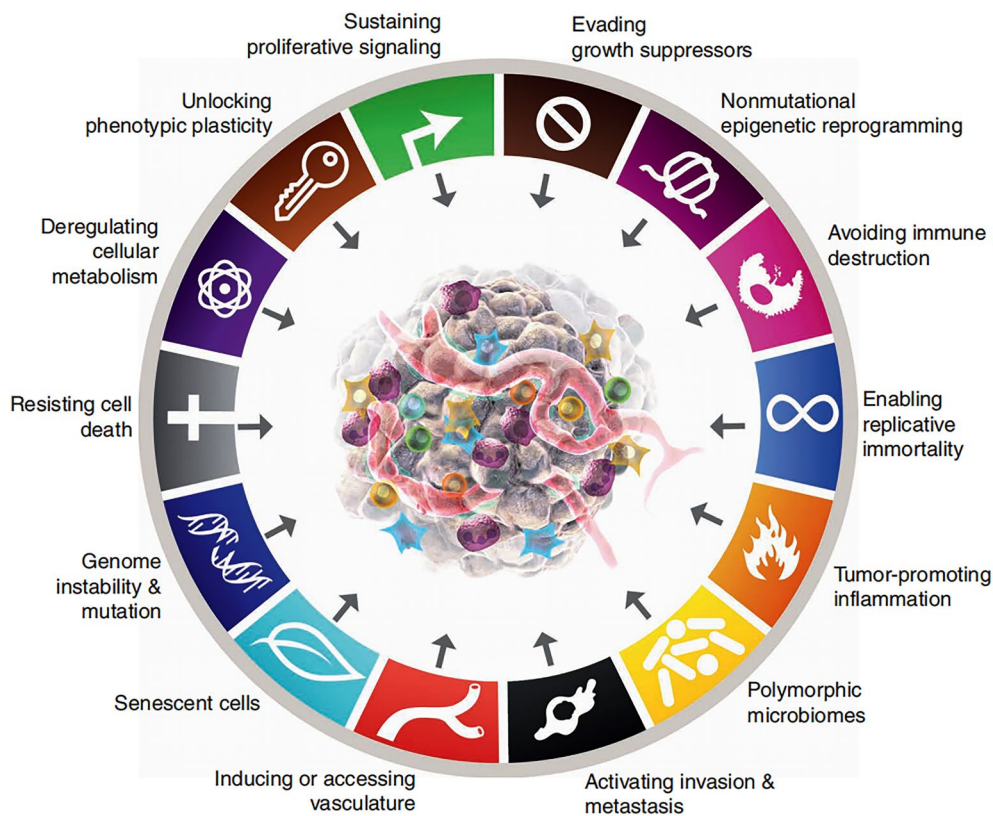 Sustaining
proliferative signaling
Evading
growth suppressors
Nonmutational
epigenetic reprogramming
Avoiding immune
destruction
Enabling
replicative
immortality
Tumor-promoting
inflammation
Polymorphic
microbiomes
Activating invasion &
metastasis
Inducing or accessing
vasculature
Senescent cells
Genome
instability &
mutation
Resisting cell
death
Deregulating
cellular
metabolism
Unlocking
phenotypic plasticity